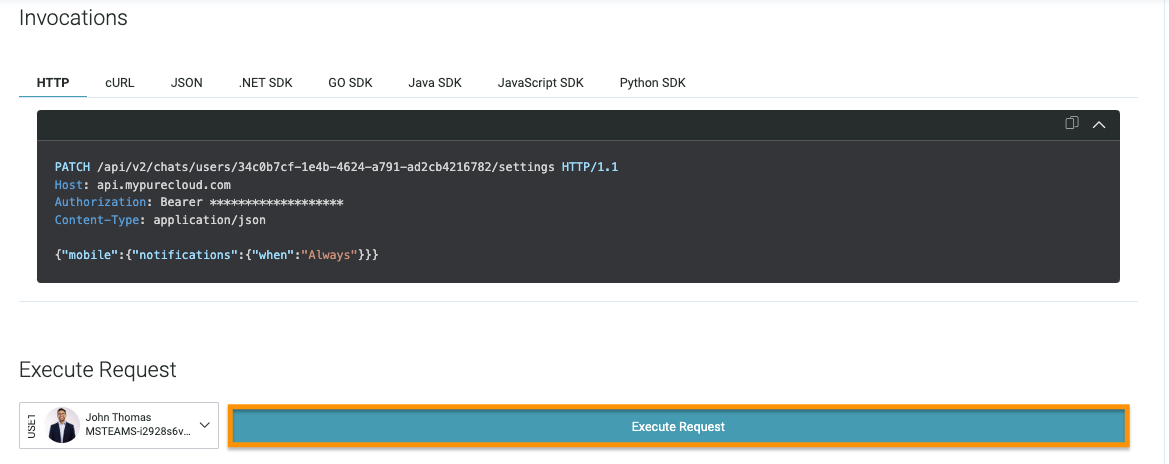 Invocations
HTTP cURL JSON .NET SDK GO SDK Java SDK JavaScript SDK Python SDK
PATCH /api/v2/chats/users/34c0b7cf-1e4b-4624-a791-ad2cb4216782/settings HTTP/1.1
Host: api.mypurecloud.com
Authorization: Bearer *******************
Content-Type: application/json
{"mobile":{"notifications":{"when":"Always"}}}
Execute Request
USE1
John Thomas
MSTEAMS-i2928s6v...
Execute Request